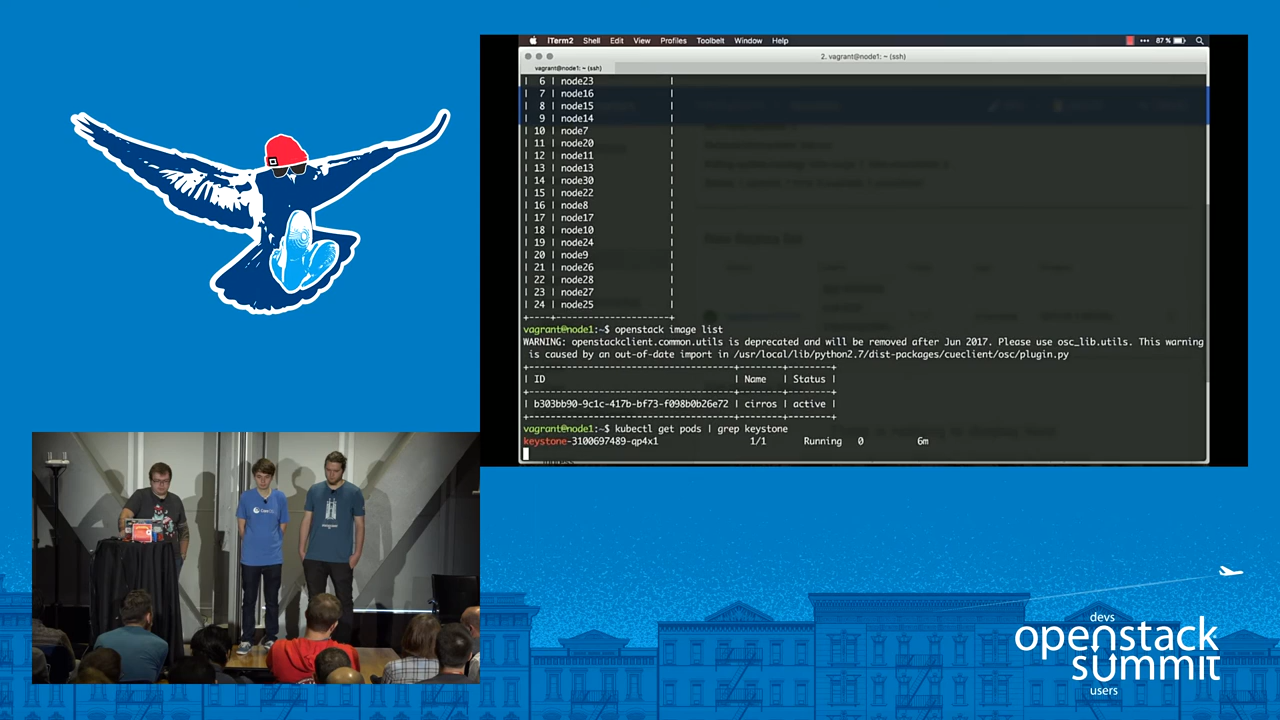 iTerm2 Shell Edit View Profiles Toolbelt Window Help 87 %
2. vagrant@node1: ~ (ssh)
vagrant@node1: ~ (ssh)
| 6 | node23 |
| 7 | node16 |
| 8 | node15 |
| 9 | node14 |
| 10 | node7 |
| 11 | node20 |
| 12 | node11 |
| 13 | node13 |
| 14 | node30 |
| 15 | node22 |
| 16 | node8 |
| 17 | node17 |
| 18 | node10 |
| 19 | node24 |
| 20 | node9 |
| 21 | node26 |
| 22 | node28 |
| 23 | node27 |
| 24 | node25 |
+----+--------------------+
vagrant@node1:~$ openstack image list
WARNING: openstackclient.common.utils is deprecated and will be removed after Jun 2017. Please use osc_lib.utils. This warning
is caused by an out-of-date import in /usr/local/lib/python2.7/dist-packages/cueclient/osc/plugin.py
+--------------------------------------+--------+--------+
| ID | Name | Status |
+--------------------------------------+--------+--------+
| b303bb90-9c1c-417b-bf73-f098b0b26e72 | cirros | active |
+--------------------------------------+--------+--------+
vagrant@node1:~$ kubectl get pods | grep keystone
keystone-3100697489-qp4x1 1/1 Running 0 6m
devs
openstack
summit
users